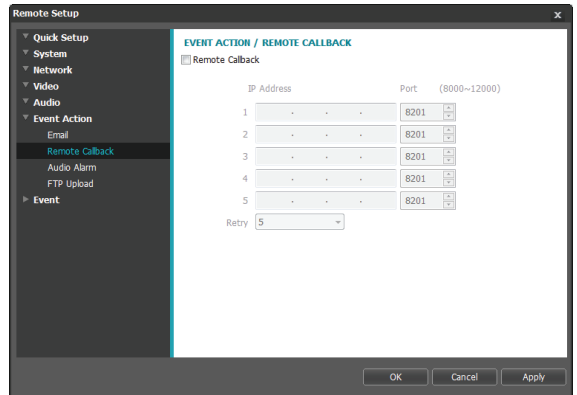 Remote Setup
x
Quick Setup
System
Network
Video
Audio
Event Action
Email
Remote Callback
Audio Alarm
FTP Upload
Event
EVENT ACTION / REMOTE CALLBACK
Remote Callback
IP Address Port (8000~12000)
1 . . . 8201
2 . . . 8201
3 . . . 8201
4 . . . 8201
5 . . . 8201
Retry 5
OK Cancel Apply